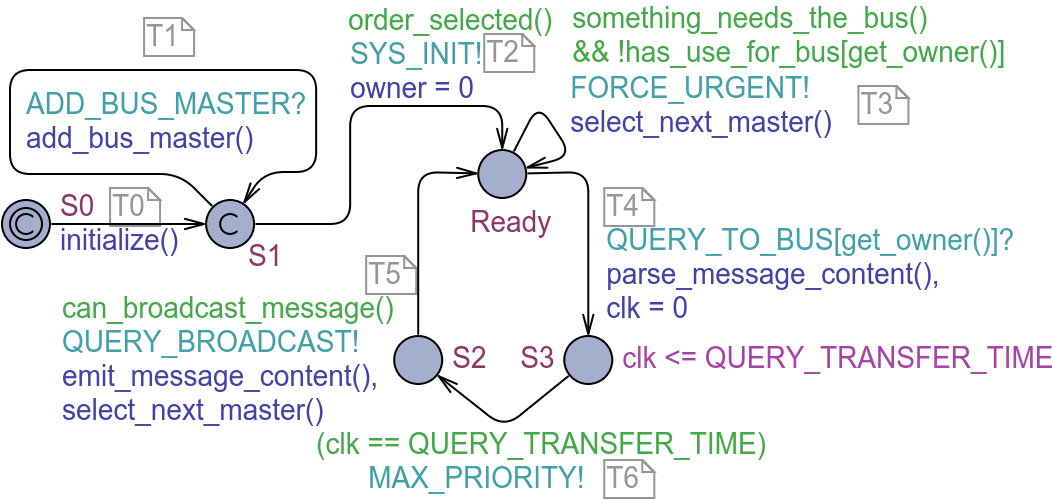 T1
ADD_BUS_MASTER?
add_bus_master()
order_selected()
SYS_INIT!
T2
owner = 0
something_needs_the_bus()
&& !has_use_for_bus[get_owner()]
FORCE_URGENT!
T3
select_next_master()
C
S0
T0
initialize()
C
S1
Ready
T4
QUERY_TO_BUS[get_owner()]?
parse_message_content(),
clk = 0
T5
can_broadcast_message()
QUERY_BROADCAST!
emit_message_content(),
select_next_master()
S2
S3
clk <= QUERY_TRANSFER_TIME
(clk == QUERY_TRANSFER_TIME)
MAX_PRIORITY!
T6